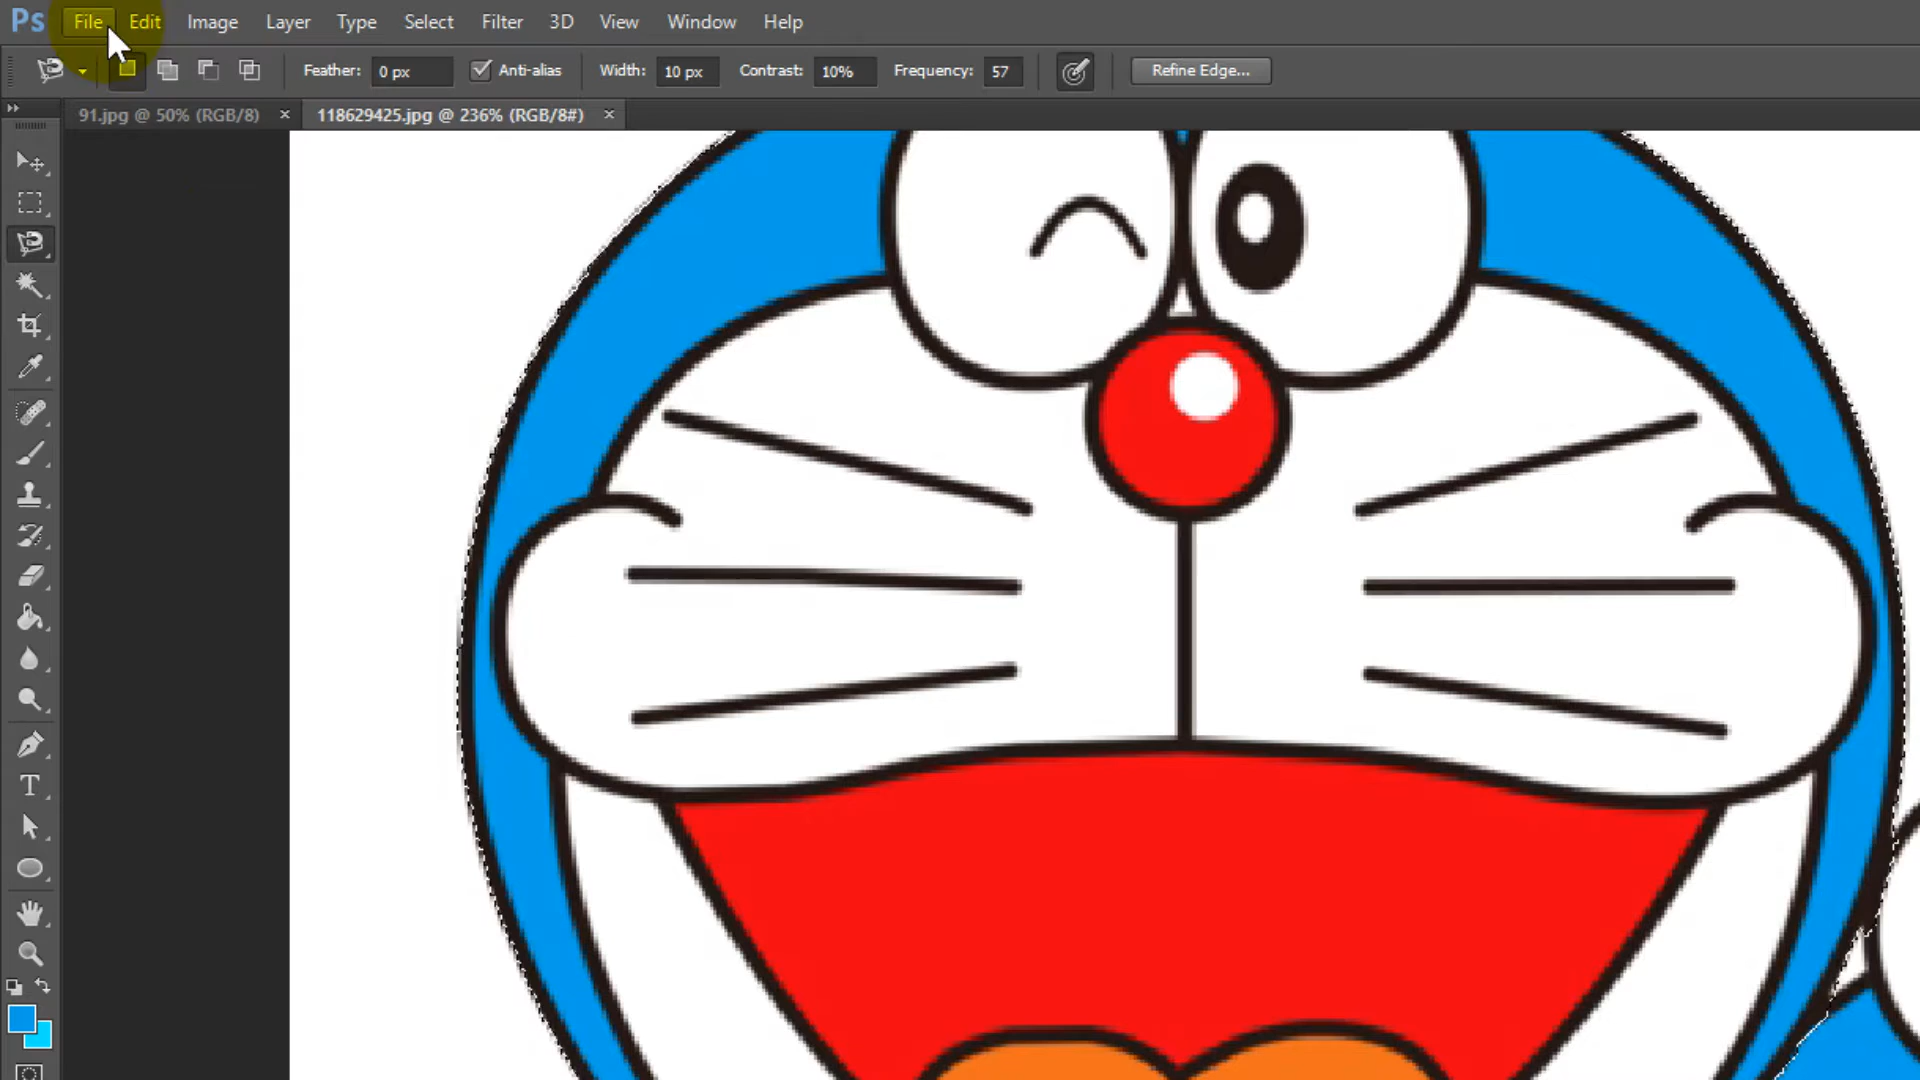 Ps File Edit Image Layer Type Select Filter 3D View Window Help
Feather: 0 px Anti-alias Width: 10 px Contrast: 10% Frequency: 57 Refine Edge...
91.jpg @ 50% (RGB/8) × 118629425.jpg @ 236% (RGB/8#) ×